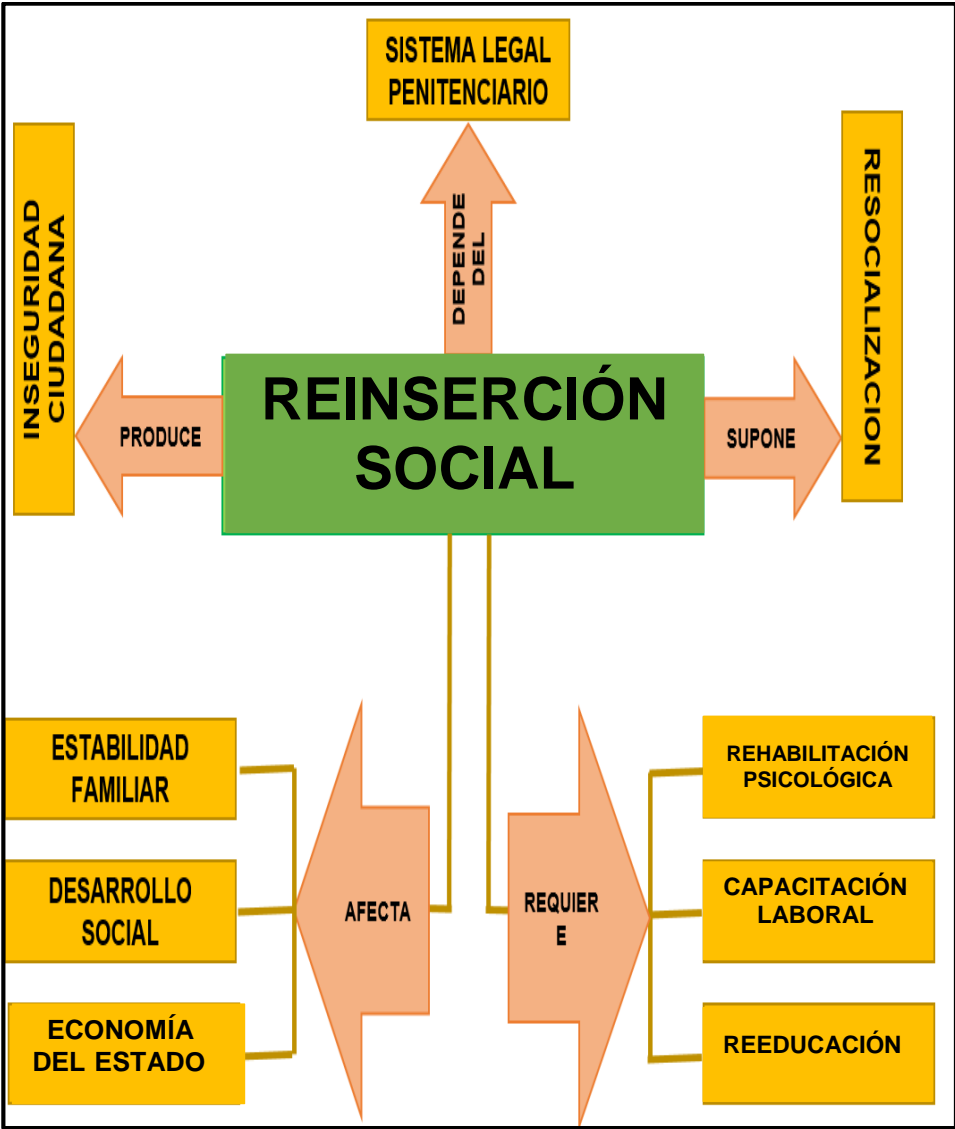 SISTEMA LEGAL
PENITENCIARIO
DEPENDE
DEL
INSEGURIDAD
CIUDADANA
RESOCIALIZACION
PRODUCE
REINSERCIÓN
SOCIAL
SUPONE
ESTABILIDAD
FAMILIAR
DESARROLLO
SOCIAL
ECONOMÍA
DEL ESTADO
AFECTA
REQUIER
E
REHABILITACIÓN
PSICOLÓGICA
CAPACITACIÓN
LABORAL
REEDUCACIÓN